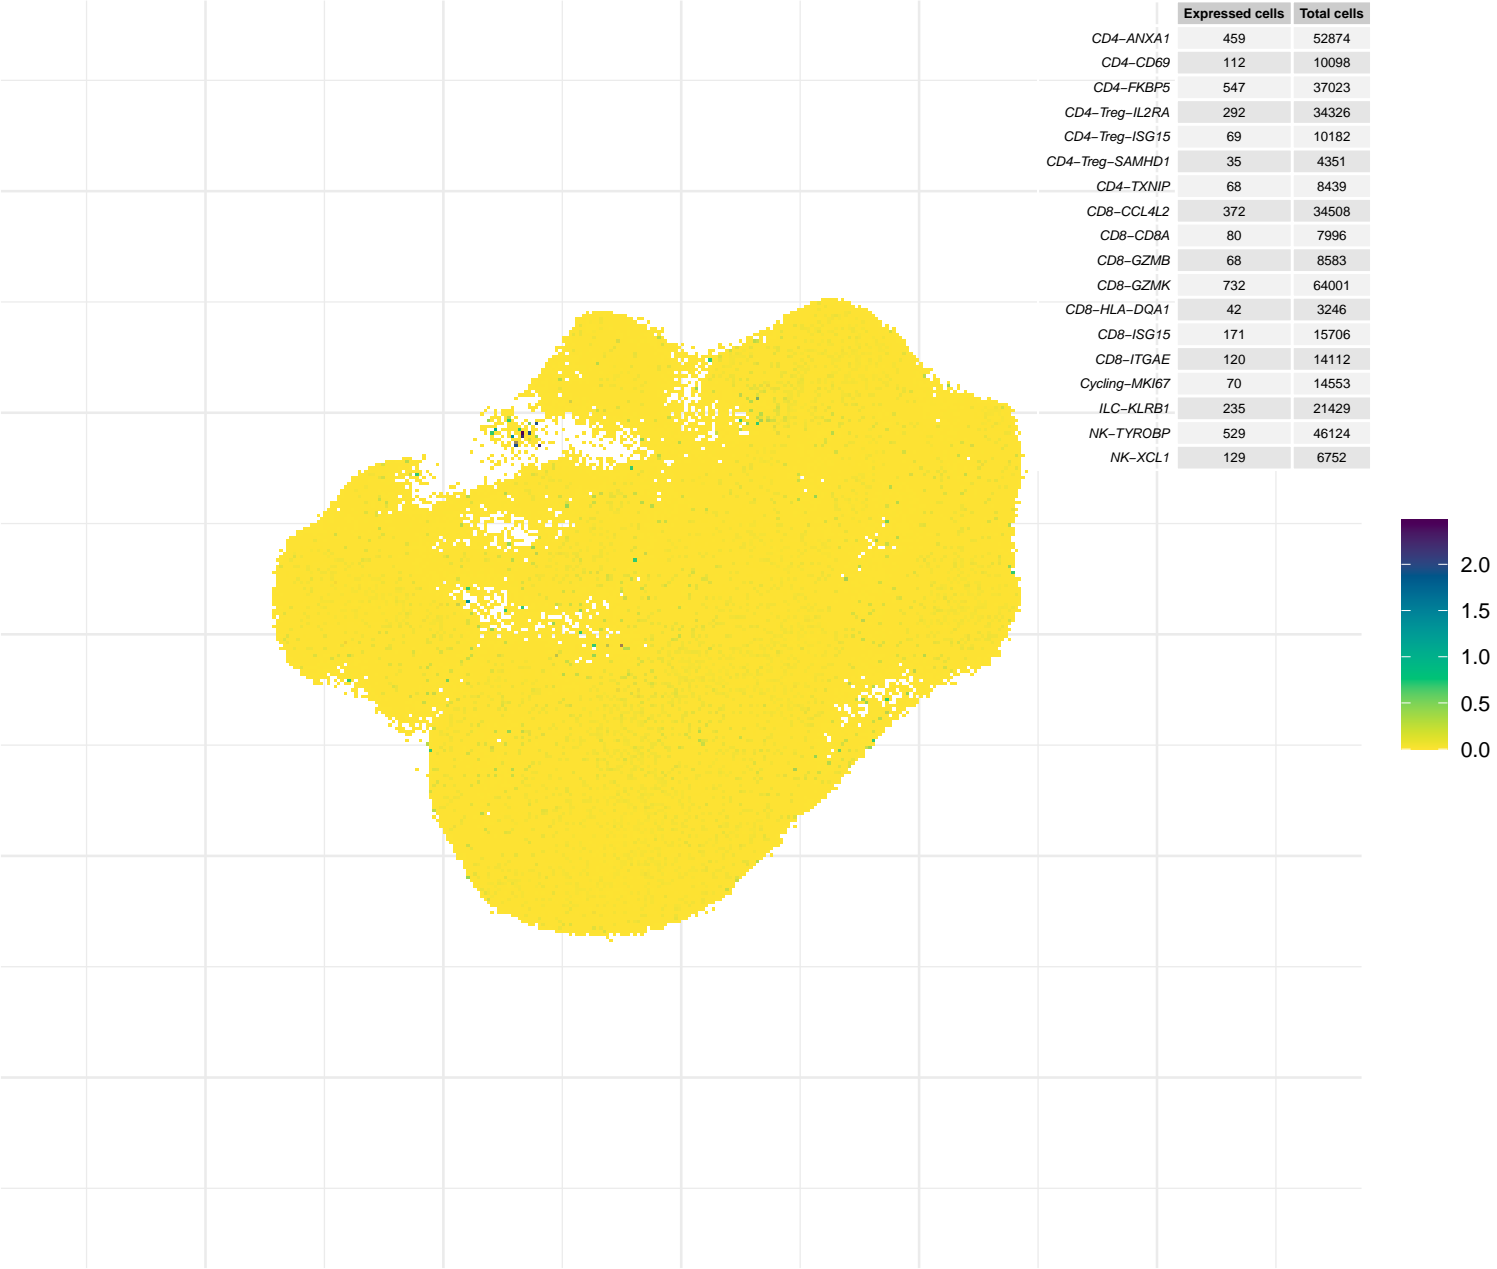 Expressed cells Total cells
CD4−ANXA1 459 52874
CD4−CD69 112 10098
CD4−FKBP5 547 37023
CD4−Treg−IL2RA 292 34326
CD4−Treg−ISG15 69 10182
CD4−Treg−SAMHD1 35 4351
CD4−TXNIP 68 8439
CD8−CCL4L2 372 34508
CD8−CD8A 80 7996
CD8−GZMB 68 8583
CD8−GZMK 732 64001
CD8−HLA−DQA1 42 3246
CD8−ISG15 171 15706
CD8−ITGAE 120 14112
Cycling−MKI67 70 14553
ILC−KLRB1 235 21429
NK−TYROBP 529 46124
NK−XCL1 129 6752
2.0
1.5
1.0
0.5
0.0